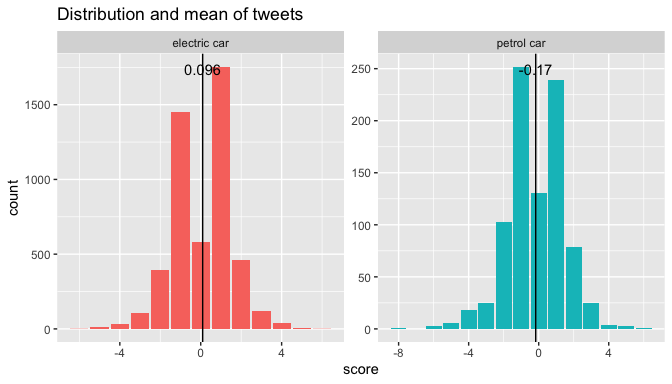 Distribution and mean of tweets
electric car
petrol car
0.096
-0.17
1500
1000
500
0
250
200
150
100
50
0
count
-4 0 4
-8 -4 0 4
score